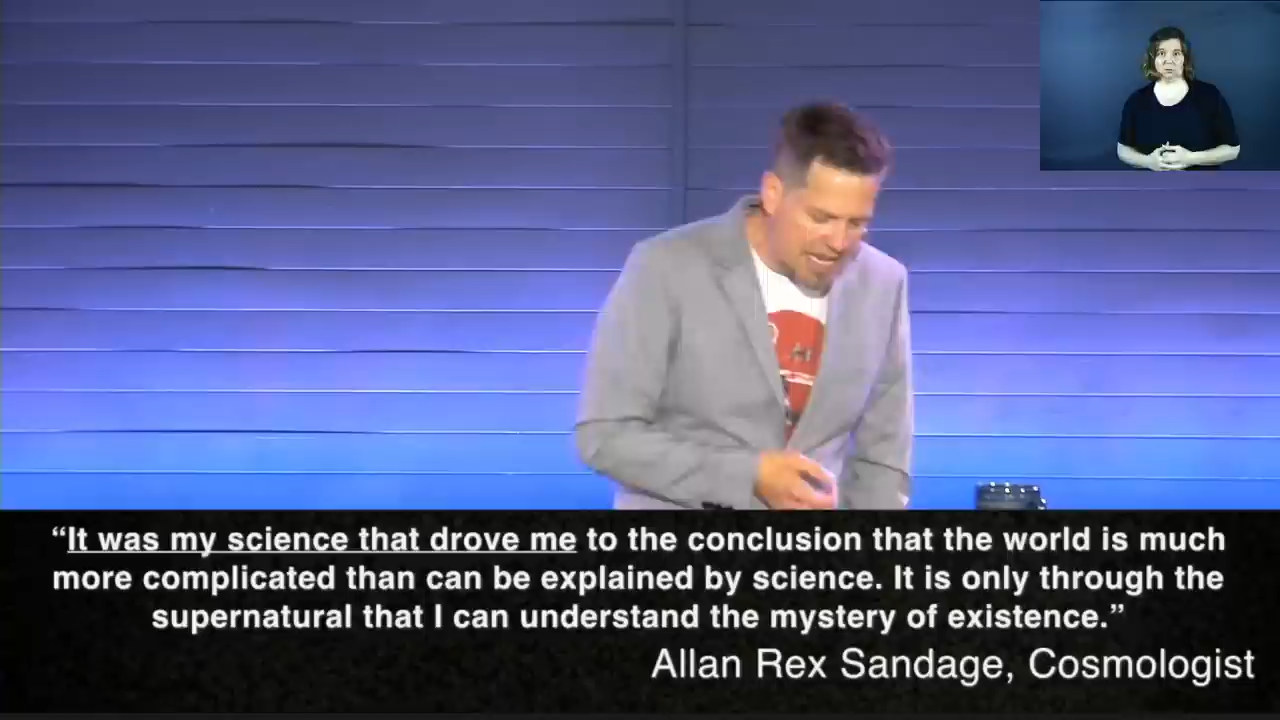 “It was my science that drove me to the conclusion that the world is much
more complicated than can be explained by science. It is only through the
supernatural that I can understand the mystery of existence.”
Allan Rex Sandage, Cosmologist